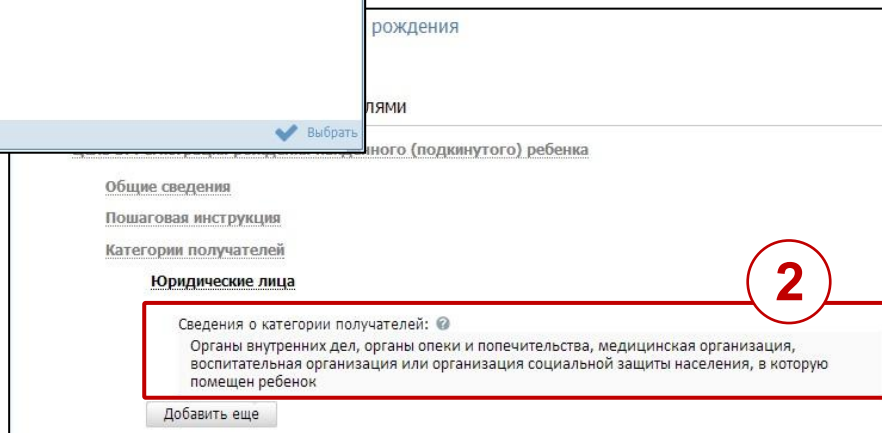 рождения
лями
Выбрать
нного (подкинутого) ребенка
Общие сведения
Пошаговая инструкция
Категории получателей
Юридические лица
2
Сведения о категории получателей: ?
Органы внутренних дел, органы опеки и попечительства, медицинская организация,
воспитательная организация или организация социальной защиты населения, в которую
помещен ребенок
Добавить еще